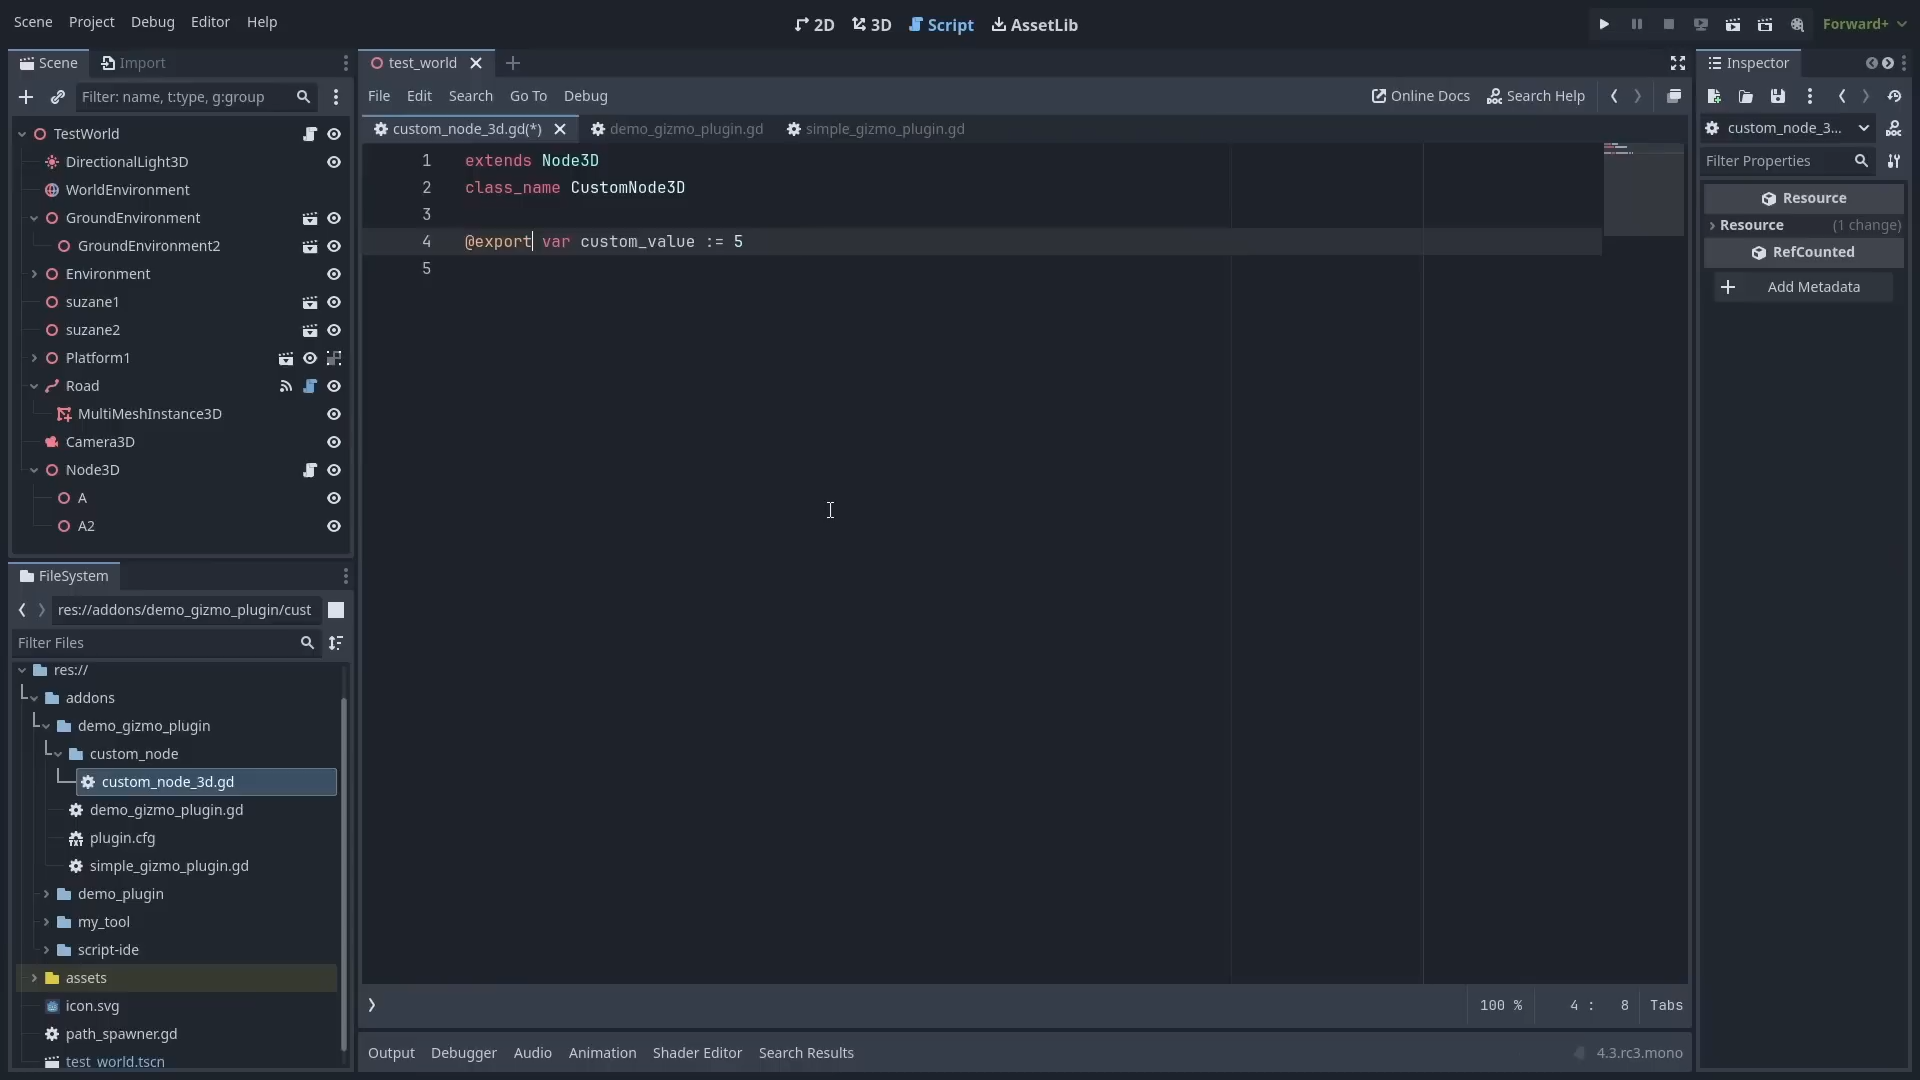 Scene Project Debug Editor Help
2D 3D Script AssetLib
Forward+
Scene Import
Filter: name, t:type, g:group
TestWorld
DirectionalLight3D
WorldEnvironment
GroundEnvironment
GroundEnvironment2
Environment
suzane1
suzane2
Platform1
Road
MultiMeshInstance3D
Camera3D
Node3D
A
A2
FileSystem
res://addons/demo_gizmo_plugin/cust
Filter Files
res://
addons
demo_gizmo_plugin
custom_node
custom_node_3d.gd
demo_gizmo_plugin.gd
plugin.cfg
simple_gizmo_plugin.gd
demo_plugin
my_tool
script-ide
assets
icon.svg
path_spawner.gd
test_world.tscn
test_world
File Edit Search Go To Debug
Online Docs Search Help
custom_node_3d.gd(*) demo_gizmo_plugin.gd simple_gizmo_plugin.gd
1 extends Node3D
2 class_name CustomNode3D
3
4 @export var custom_value := 5
5
100 % 4 : 8 Tabs
Output Debugger Audio Animation Shader Editor Search Results
4.3.rc3.mono
Inspector
custom_node_3...
Filter Properties
Resource
Resource (1 change)
RefCounted
Add Metadata